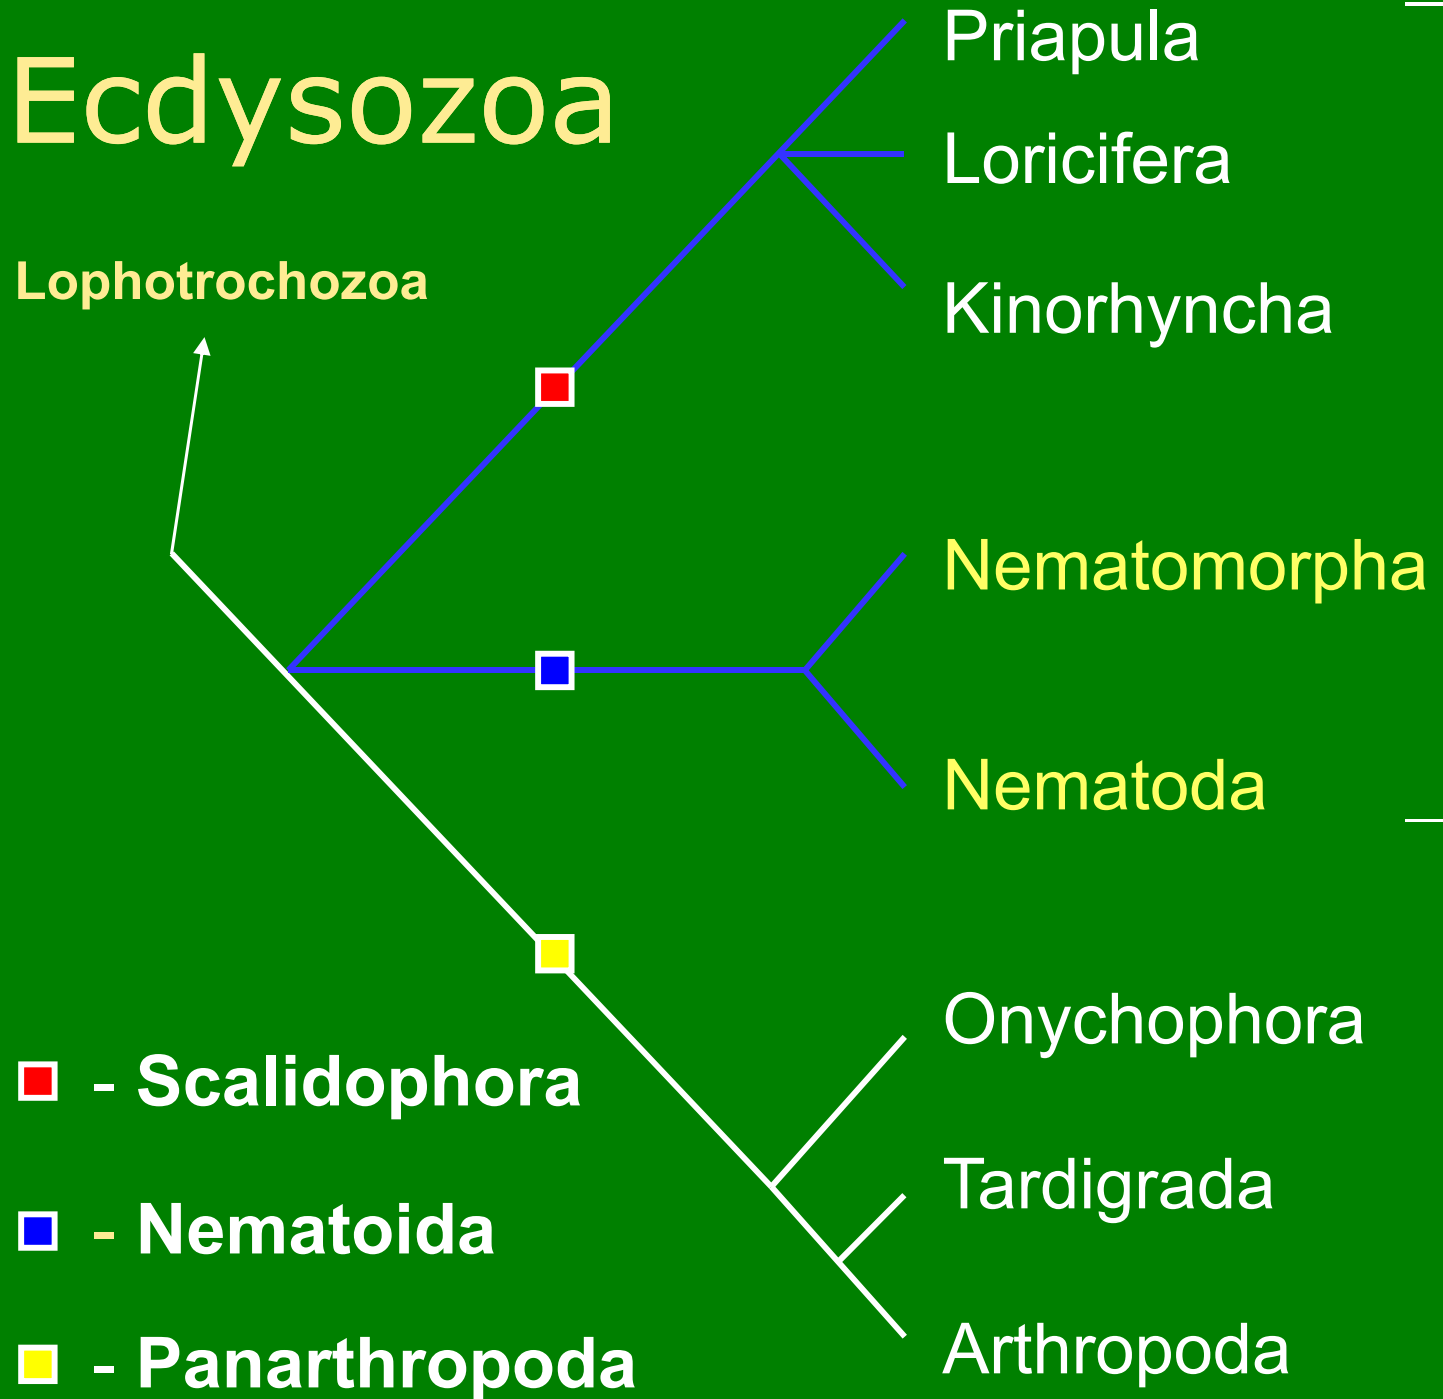 Ecdysozoa
Lophotrochozoa
Priapula
Loricifera
Kinorhyncha
Nematomorpha
Nematoda
Onychophora
Tardigrada
Arthropoda
- Scalidophora
- Nematoida
- Panarthropoda